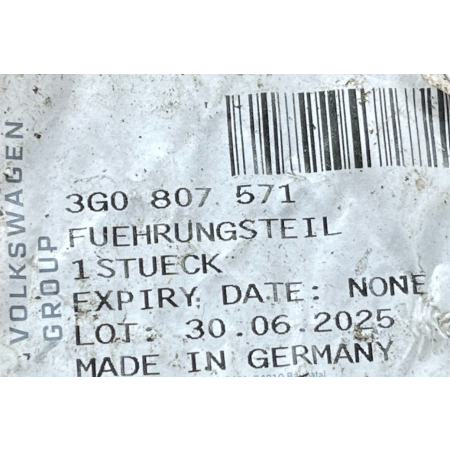 VOLKSWAGEN
GROUP
3G0 807 571
FUEHRUNGSTEIL
1STUECK
EXPIRY DATE: NONE
LOT: 30.06.2025
MADE IN GERMANY